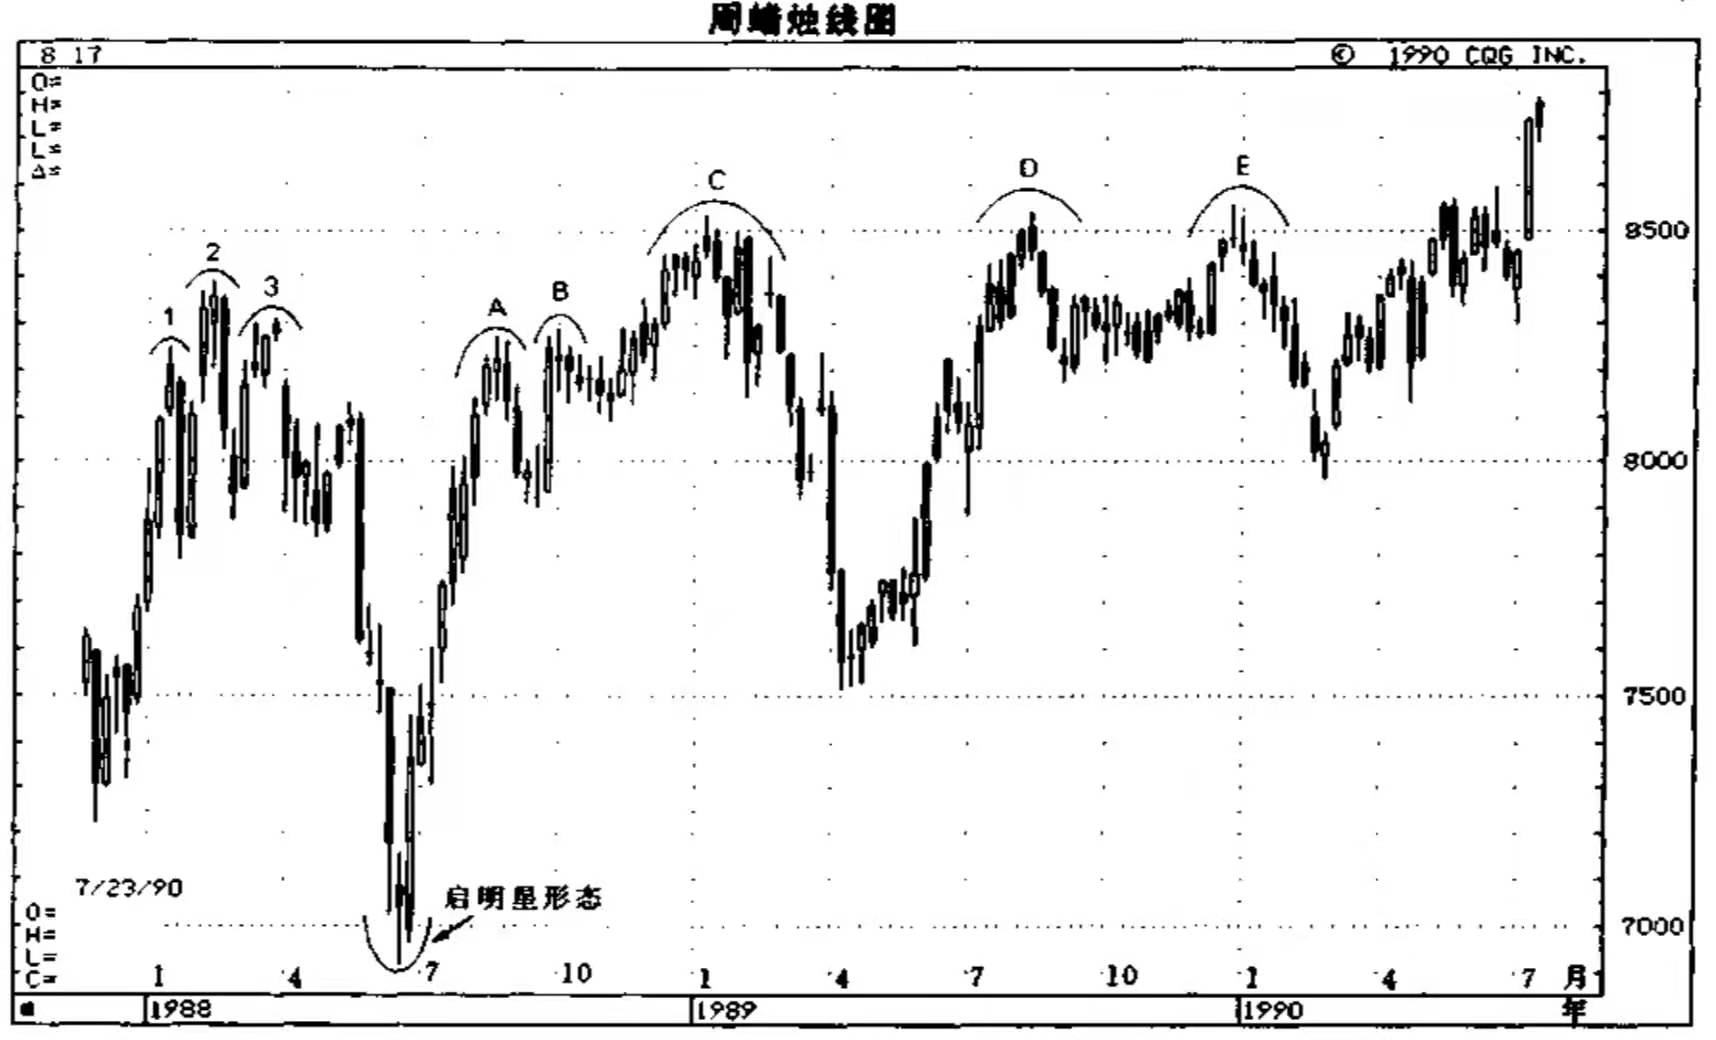 周蜡烛线图
8 17
© 1990 CQG INC.
O=
H=
L=
L=
Δ=
D
E
C
2
3
1
A
B
8500
8000
7500
7000
7/23/90
启明星形态
O=
H=
L=
C=
1 4 7 10 1 4 7 10 1 4 7 月
1988 1989 1990 年